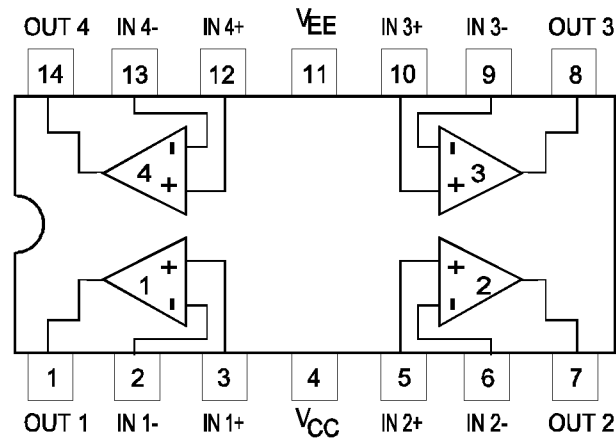 OUT 4 IN 4- IN 4+ VEE IN 3+ IN 3- OUT 3
14 13 12 11 10 9 8
- -
4 + + 3
1 + + 2
- -
1 2 3 4 5 6 7
OUT 1 IN 1- IN 1+ VCC IN 2+ IN 2- OUT 2